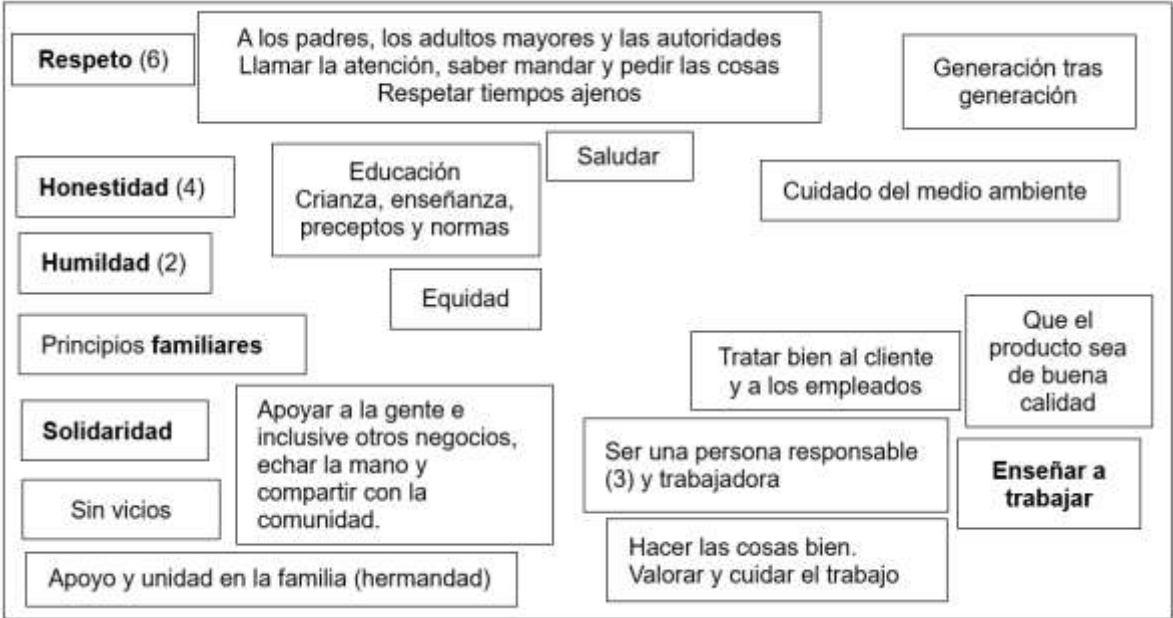 Respeto (6)
A los padres, los adultos mayores y las autoridades
Llamar la atención, saber mandar y pedir las cosas
Respetar tiempos ajenos
Generación tras
generación
Saludar
Honestidad (4)
Educación
Crianza, enseñanza,
preceptos y normas
Cuidado del medio ambiente
Humildad (2)
Equidad
Principios familiares
Tratar bien al cliente
y a los empleados
Que el
producto sea
de buena
calidad
Solidaridad
Apoyar a la gente e
inclusive otros negocios,
echar la mano y
compartir con la
comunidad.
Ser una persona responsable
(3) y trabajadora
Enseñar a
trabajar
Sin vicios
Hacer las cosas bien.
Valorar y cuidar el trabajo
Apoyo y unidad en la familia (hermandad)